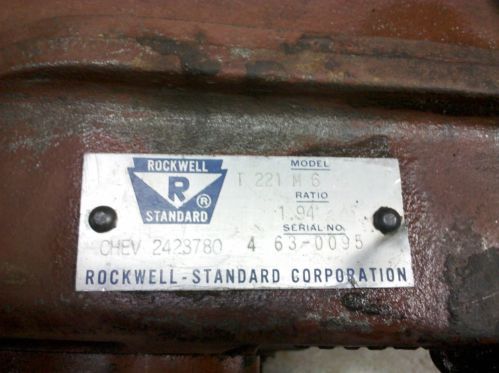 ROCKWELL
R ®
STANDARD
MODEL
T 221 M 6
RATIO
1.94
SERIAL NO.
CHEV 2423780 4 63-0095
ROCKWELL-STANDARD CORPORATION